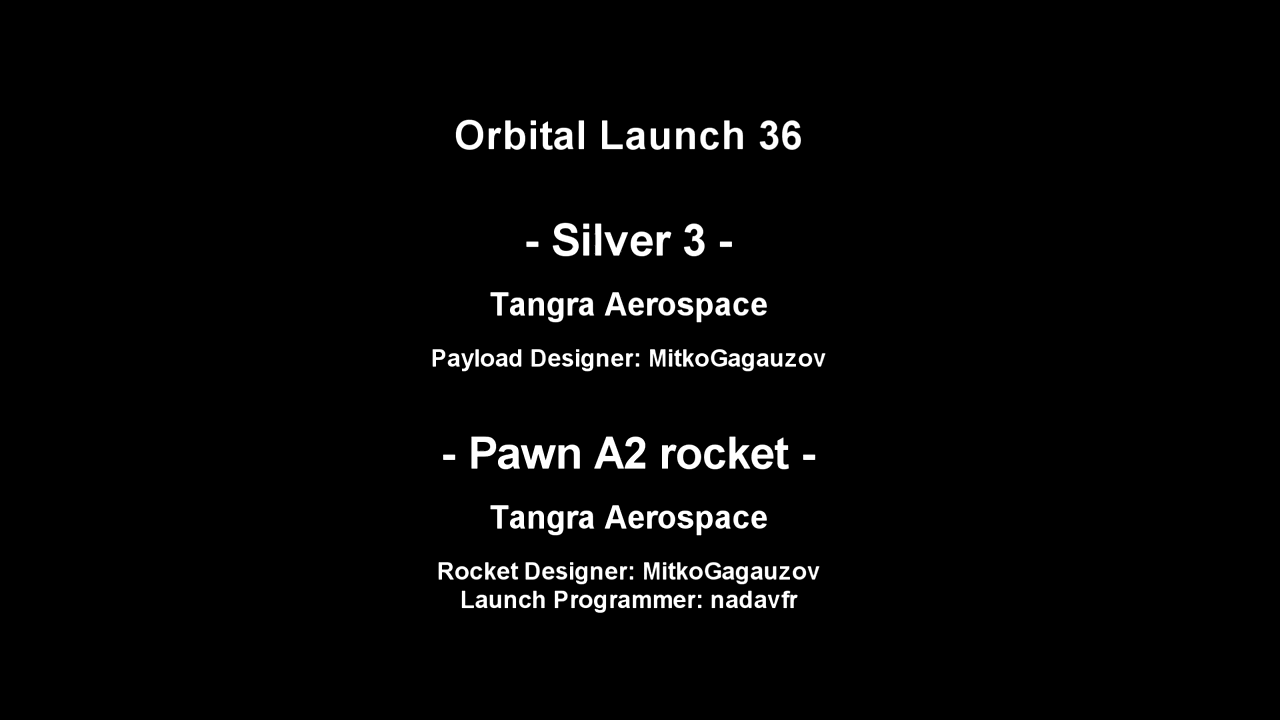 Orbital Launch 36
- Silver 3 -
Tangra Aerospace
Payload Designer: MitkoGagauzov
- Pawn A2 rocket -
Tangra Aerospace
Rocket Designer: MitkoGagauzov
Launch Programmer: nadavfr